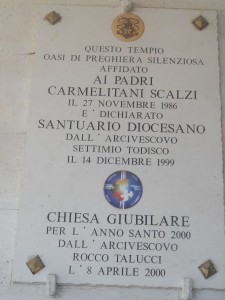 QUESTO TEMPIO
OASI DI PREGHIERA SILENZIOSA
AFFIDATO
AI PADRI
CARMELITANI SCALZI
IL 27 NOVEMBRE 1986
E' DICHIARATO
SANTUARIO DIOCESANO
DALL'ARCIVESCOVO
SETTIMIO TODISCO
IL 14 DICEMBRE 1999
CHIESA GIUBILARE
PER L'ANNO SANTO 2000
DALL'ARCIVESCOVO
ROCCO TALUCCI
L'8 APRILE 2000